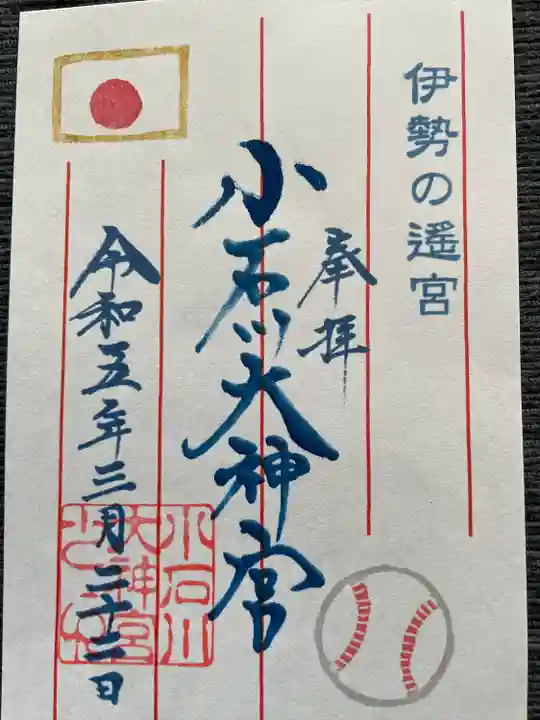 伊勢の遥宮
奉拝
小石川大神宮
令和五年三月二十二日
小石川
大神宮